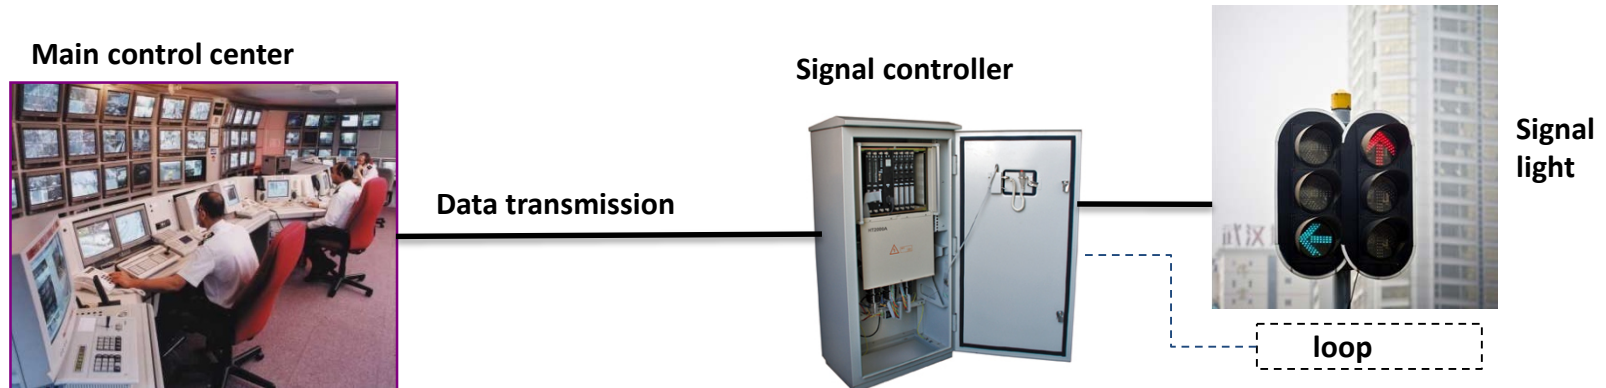 Main control center
Signal controller
Data transmission
Signal
light
loop